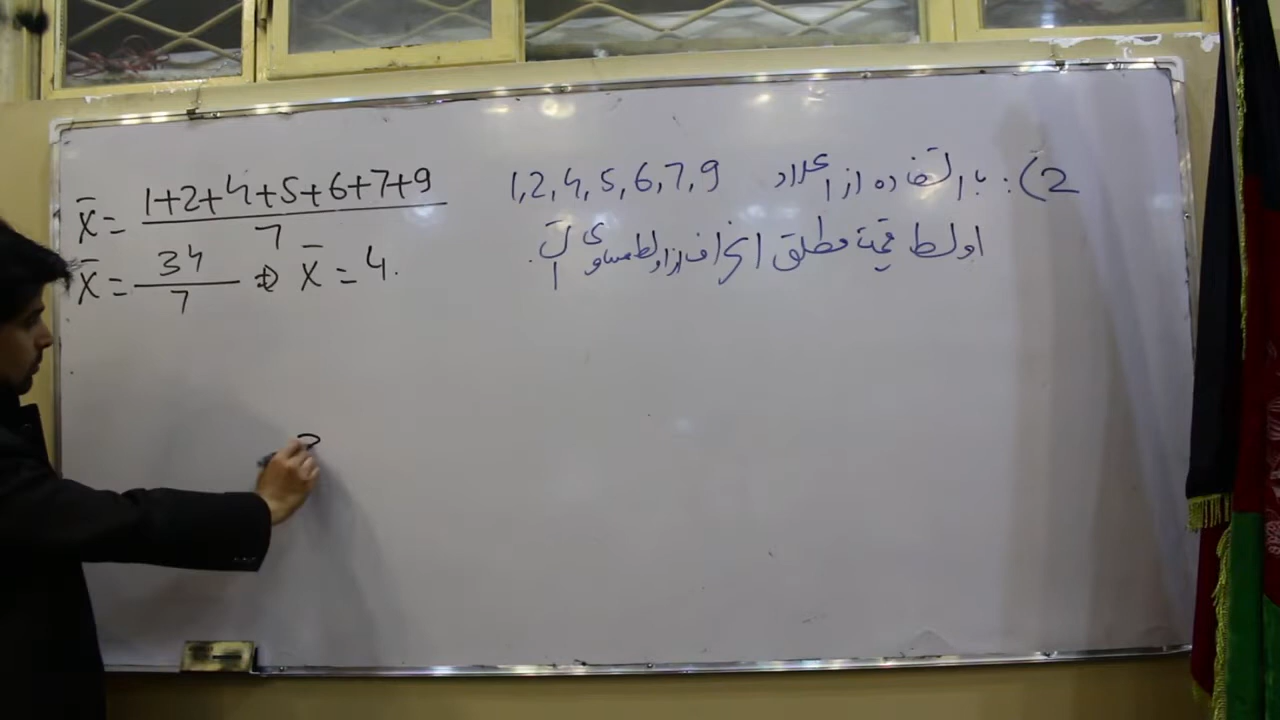 2): با استفاده از اعداد 1,2,4,5,6,7,9
اوسط قیمت مطلق انحراف از اوسط مساوی است.
X̄ = (1+2+4+5+6+7+9)/7
X̄ = 34/7 ⇒ X̄ = 4.